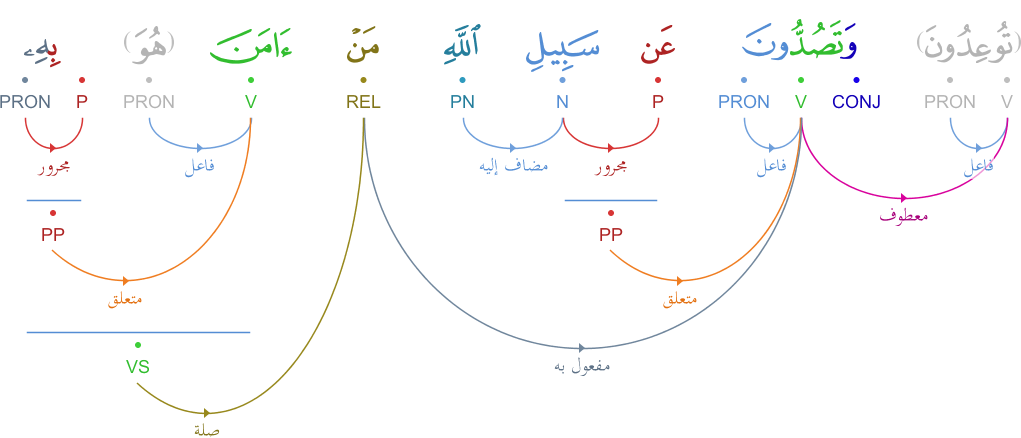 (تُوعِدُونَ) وَتَصُدُّونَ عَن سَبِيلِ ٱللَّهِ مَنْ ءَامَنَ (هُوَ) بِهِۦ
V PRON CONJ V PRON P N PN REL V PRON P PRON
فاعل فاعل مجرور مضاف إليه فاعل مجرور
معطوف
PP PP
متعلق متعلق
VS
مفعول به
صلة